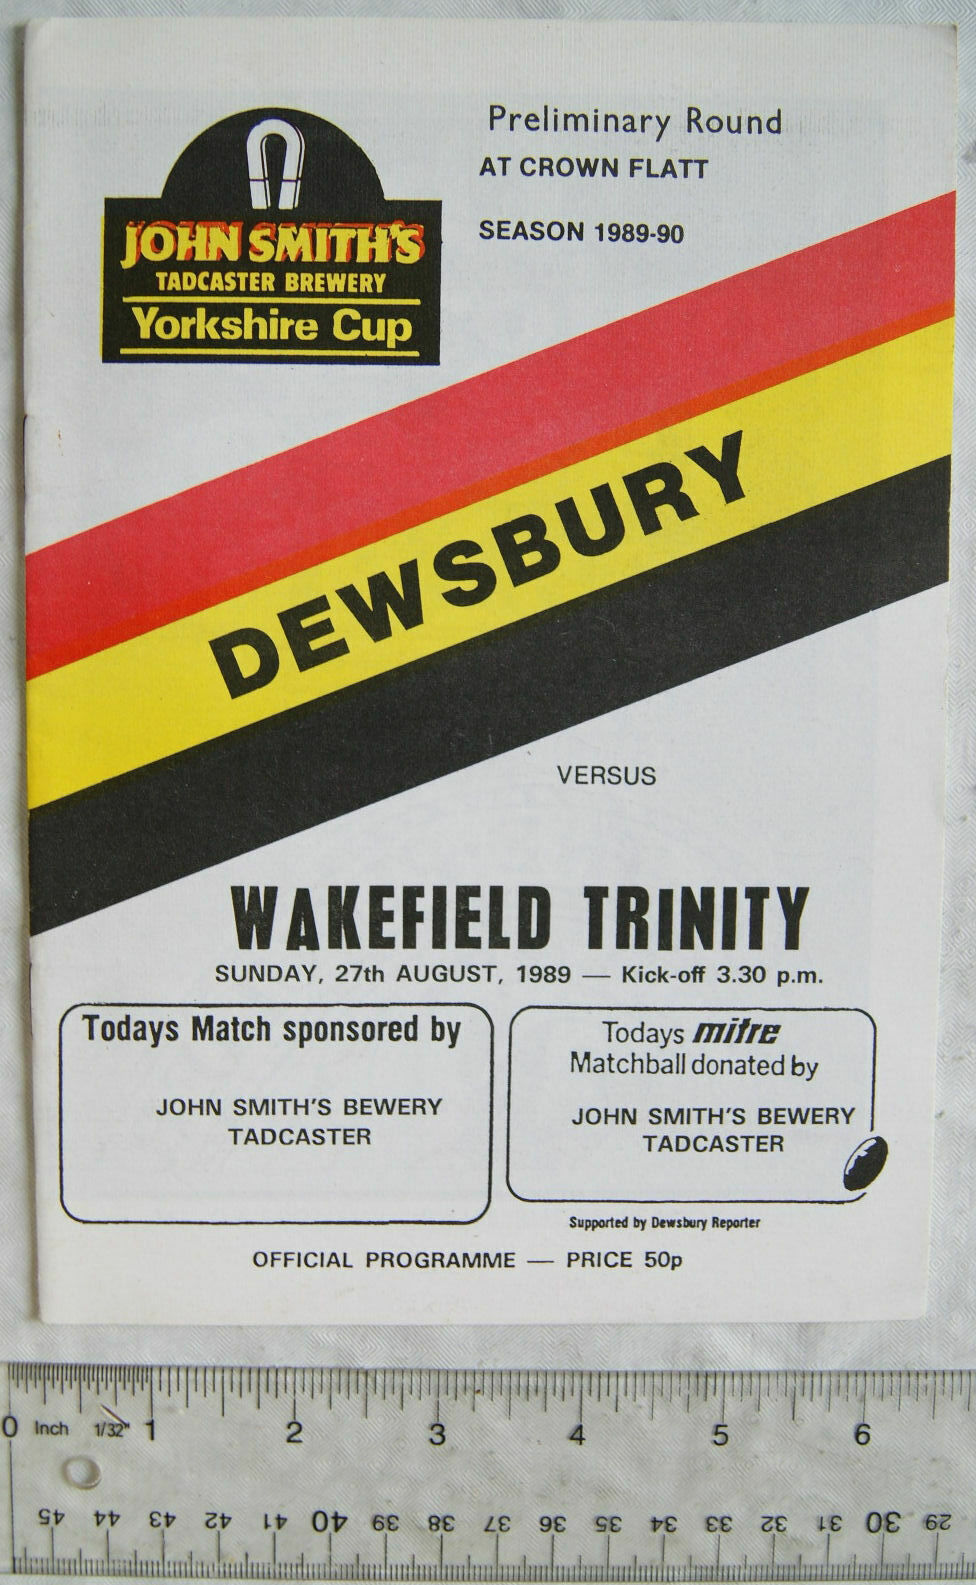 Preliminary Round
AT CROWN FLATT
SEASON 1989-90
JOHN SMITH'S
TADCASTER BREWERY
Yorkshire Cup
DEWSBURY
VERSUS
WAKEFIELD TRINITY
SUNDAY, 27th AUGUST, 1989 — Kick-off 3.30 p.m.
Todays Match sponsored by
JOHN SMITH'S BEWERY
TADCASTER
Todays mitre
Matchball donated by
JOHN SMITH'S BEWERY
TADCASTER
Supported by Dewsbury Reporter
OFFICIAL PROGRAMME — PRICE 50p
0 Inch 1/32" 1 2 3 4 5 6
45 44 43 42 41 40 39 38 37 36 35 34 33 32 31 30 29